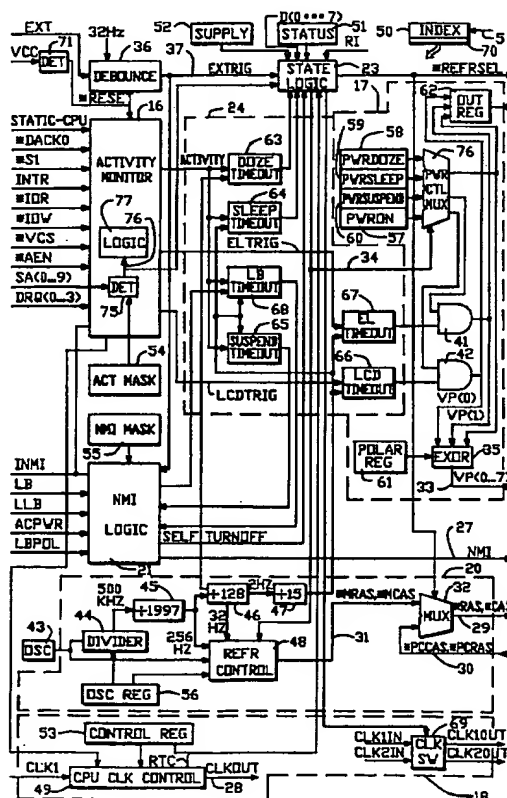 52 SUPPLY
D(0•••7)
STATUS 51
RI
50 INDEX 5
70
EXT
VCC
71
DET
32Hz
36
DEBOUNCE
37
EXTRIG
STATE LOGIC
23
*REFRSEL
*RESET
16
24
17
STATIC-CPU
*DACK0
*S1
INTR
*IOR
*IOW
*VCS
*AEN
SA(0...9)
DRQ(0...3)
ACTIVITY MONITOR
77
LOGIC
76
DET
75
ACTIVITY
63
DOZE TIMEOUT
64
SLEEP TIMEOUT
ELTRIG
LB TIMEOUT
68
65
SUSPEND TIMEOUT
LCDTRIG
59
58
PWRDOZE
PWRSLEEP
PWRSUSPEND
PWRON
60
57
62
OUT REG
76
PWR CTL MUX
34
67
EL TIMEOUT
66
LCD TIMEOUT
41
42
VP(0)
VP(1)
54
ACT MASK
NMI MASK
55
POLAR REG
61
EXOR
35
33
VP(0...7)
INMI
LB
LLB
ACPWR
LBPOL
NMI LOGIC
21
SELF TURNOFF
27
NMI
20
500 KHZ
45
÷1997
÷128
46
2HZ
÷15
47
*MRAS,*MCAS
32
MUX
*RAS,*CAS
29
43
OSC
44
DIVIDER
256 HZ
32 HZ
REFR CONTROL
48
31
*PCCAS,*PCRAS
30
OSC REG
56
53
CONTROL REG
RTC
CLK1
CPU CLK CONTROL
49
CLKOUT
28
69
CLK1IN
CLK2IN
CLK SW
CLK1OUT
CLK2OUT
18